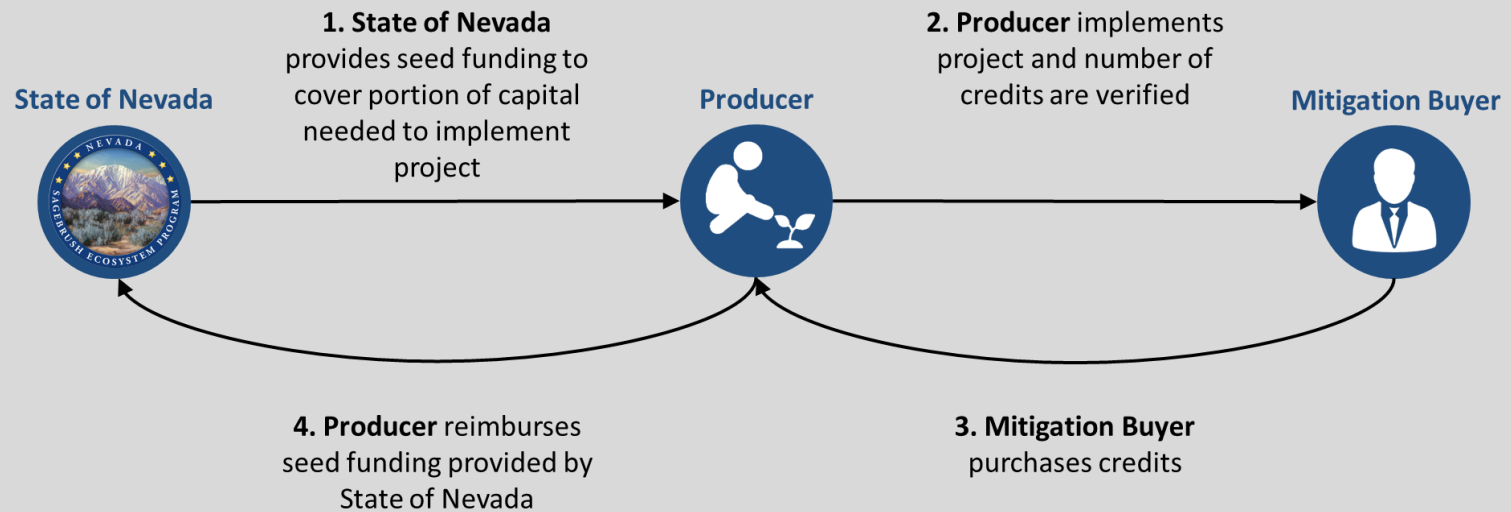 1. State of Nevada
provides seed funding to
cover portion of capital
needed to implement
project
2. Producer implements
project and number of
credits are verified
State of Nevada
Producer
Mitigation Buyer
NEVADA
SAGEBRUSH ECOSYSTEM PROGRAM
4. Producer reimburses
seed funding provided by
State of Nevada
3. Mitigation Buyer
purchases credits